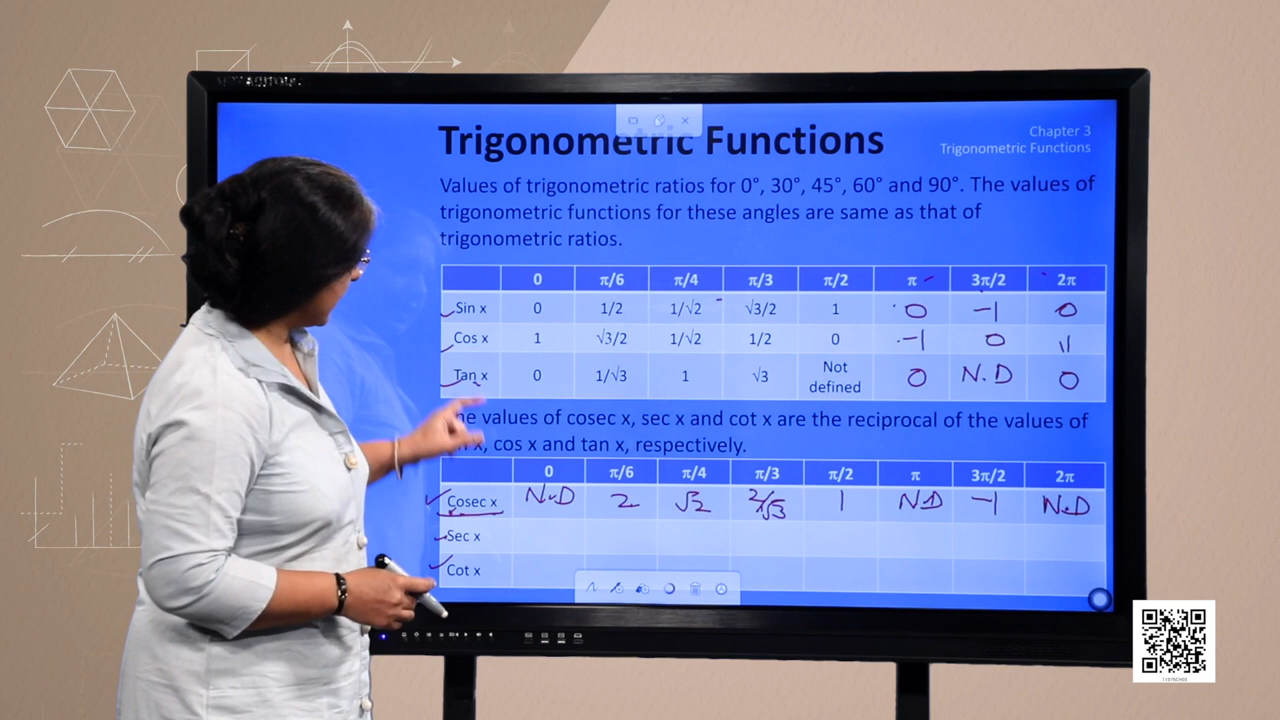 Trigonometric Functions
Chapter 3
Trigonometric Functions
Values of trigonometric ratios for 0°, 30°, 45°, 60° and 90°. The values of
trigonometric functions for these angles are same as that of
trigonometric ratios.
0 π/6 π/4 π/3 π/2 π 3π/2 2π
Sin x 0 1/2 1/√2 √3/2 1 0 -1 0
Cos x 1 √3/2 1/√2 1/2 0 -1 0 1
Tan x 0 1/√3 1 √3 Not defined 0 N.D 0
values of cosec x, sec x and cot x are the reciprocal of the values of
x, cos x and tan x, respectively.
0 π/6 π/4 π/3 π/2 π 3π/2 2π
Cosec x N.D 2 √2 2/√3 1 ND -1 N.D
Sec x
Cot x